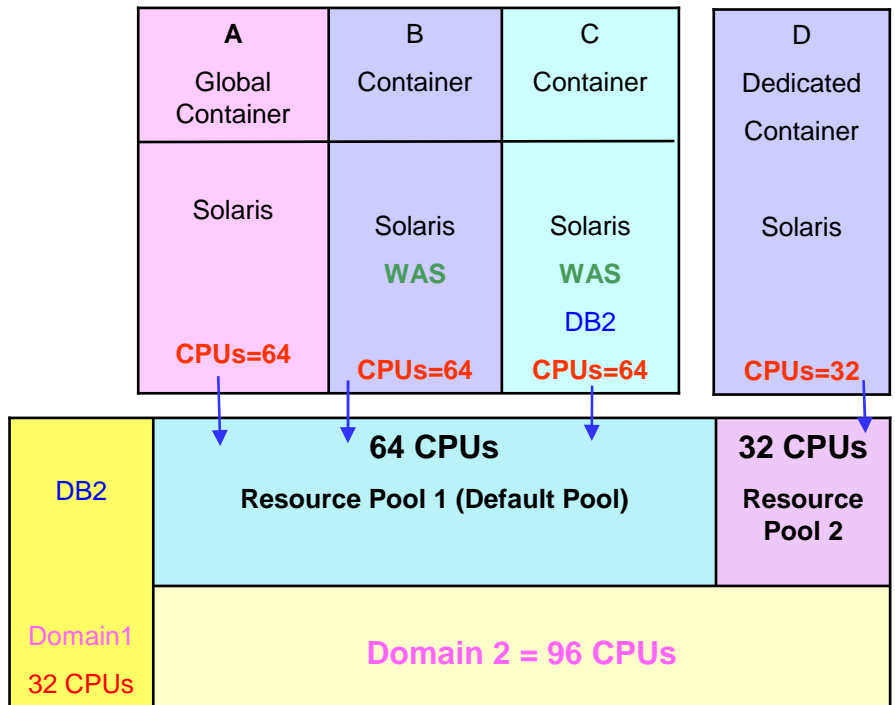 A
Global
Container
Solaris
CPUs=64
B
Container
Solaris
WAS
CPUs=64
C
Container
Solaris
WAS
DB2
CPUs=64
D
Dedicated
Container
Solaris
CPUs=32
DB2
Domain1
32 CPUs
64 CPUs
Resource Pool 1 (Default Pool)
32 CPUs
Resource
Pool 2
Domain 2 = 96 CPUs